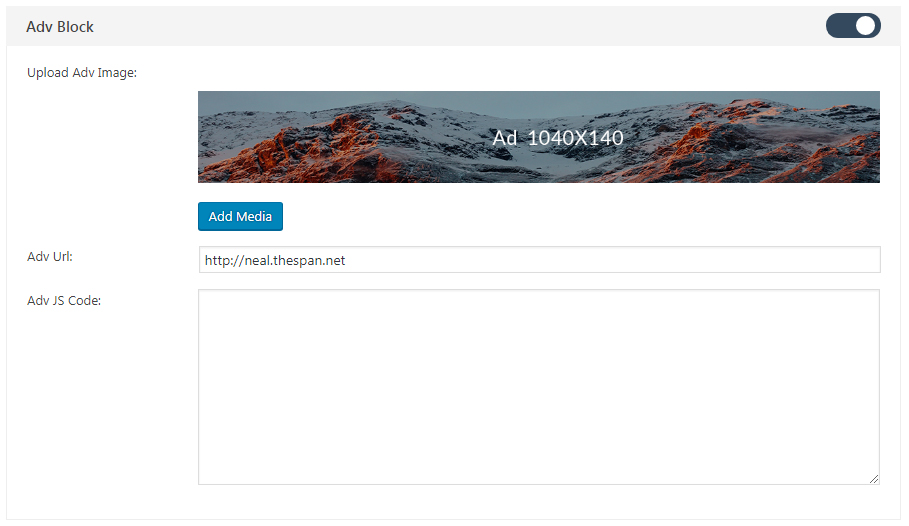 Adv Block
Upload Adv Image:
Ad 1040X140
Add Media
Adv Url:
http://neal.thespan.net
Adv JS Code: